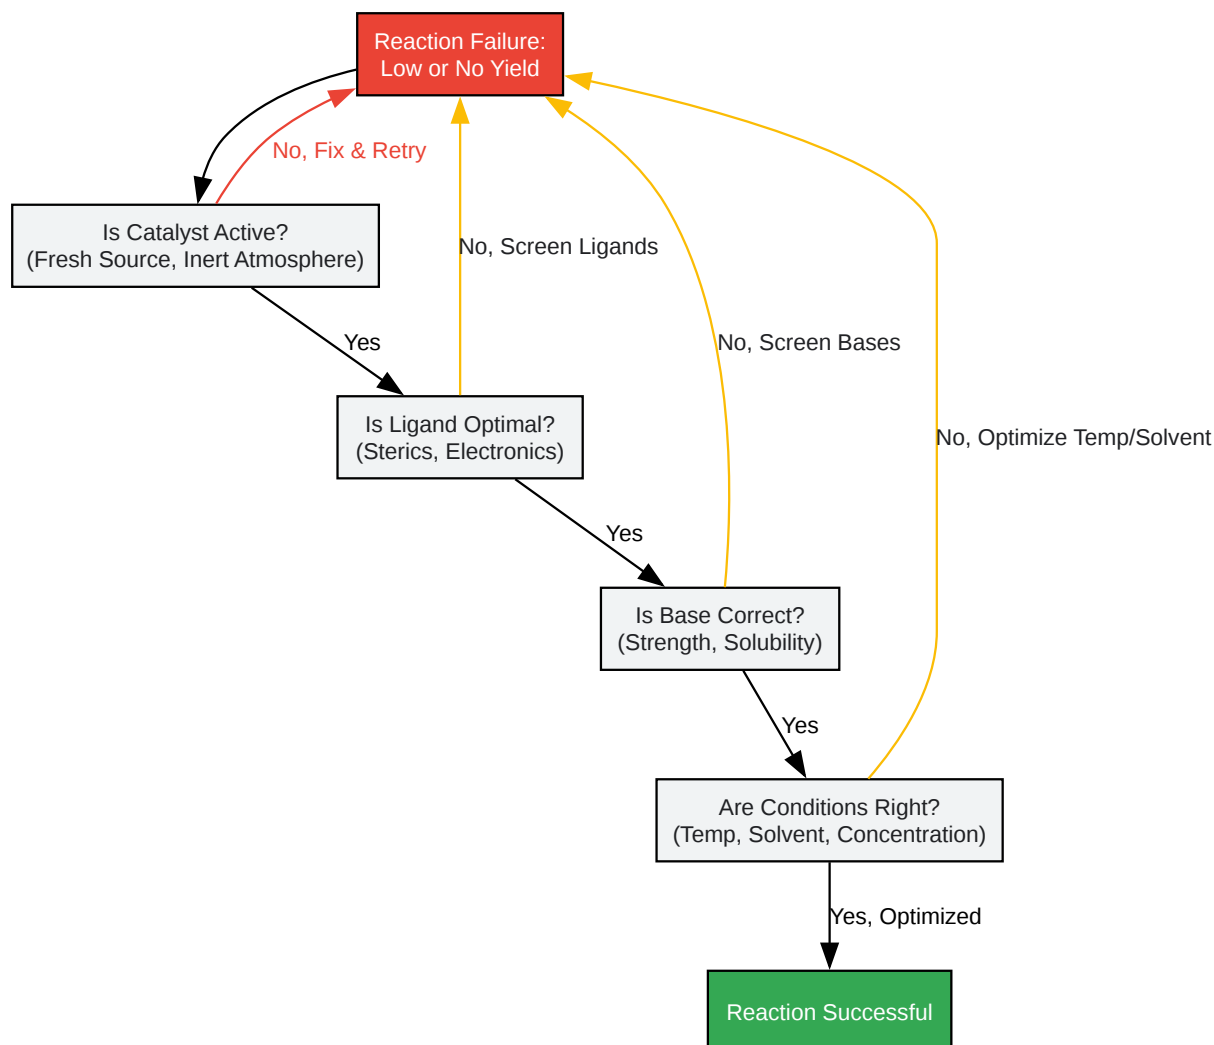 Reaction Failure:
Low or No Yield
No, Fix & Retry
Is Catalyst Active?
(Fresh Source, Inert Atmosphere)
No, Screen Ligands
Yes
No, Screen Bases
Is Ligand Optimal?
(Sterics, Electronics)
No, Optimize Temp/Solvent
Yes
Is Base Correct?
(Strength, Solubility)
Yes
Are Conditions Right?
(Temp, Solvent, Concentration)
Yes, Optimized
Reaction Successful